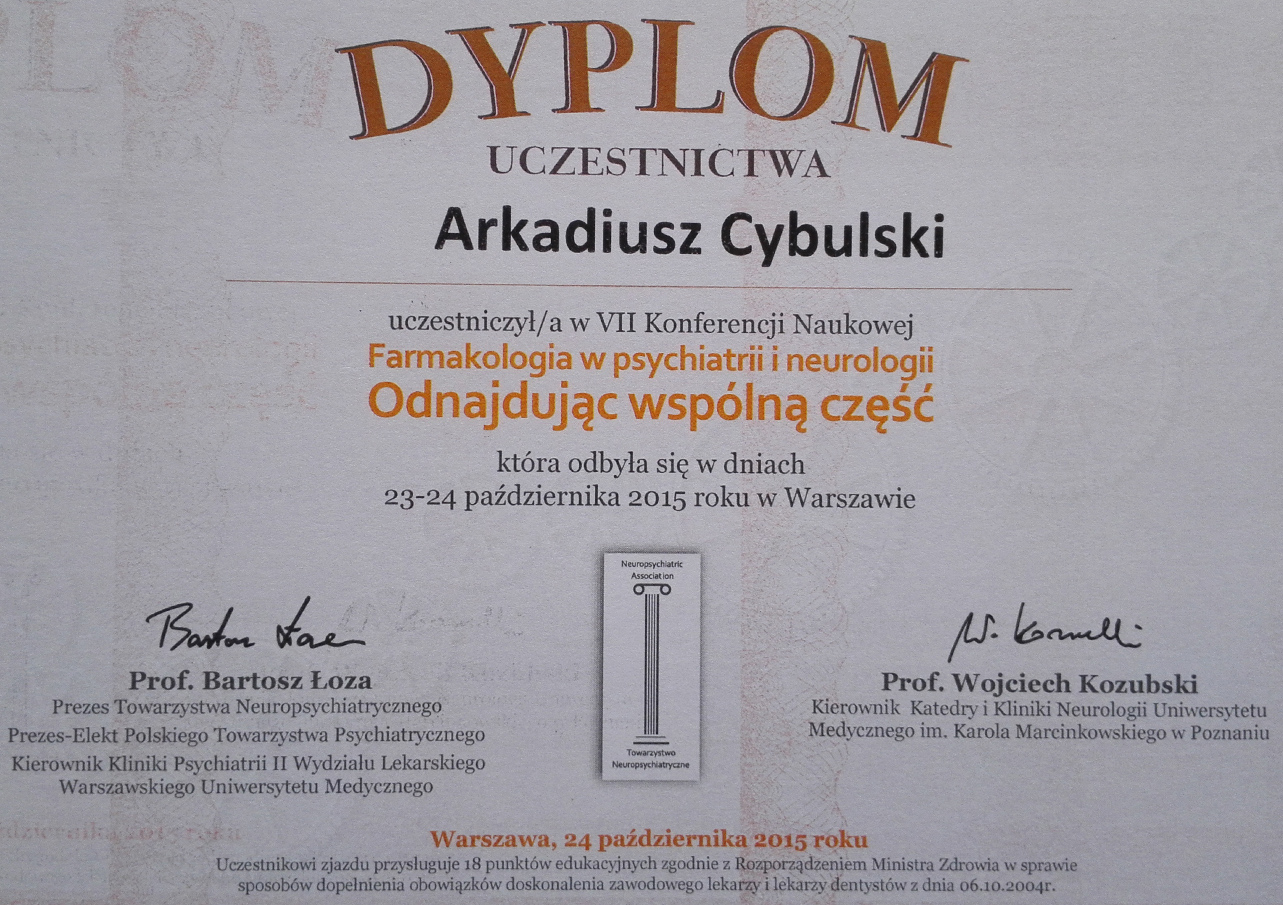 DYPLOM
UCZESTNICTWA
Arkadiusz Cybulski
uczestniczył/a w VII Konferencji Naukowej
Farmakologia w psychiatrii i neurologii
Odnajdując wspólną część
która odbyła się w dniach
23-24 października 2015 roku w Warszawie
Neuropsychiatric
Association
Towarzystwo
Neuropsychiatryczne
Prof. Bartosz Łoza
Prezes Towarzystwa Neuropsychiatrycznego
Prezes-Elekt Polskiego Towarzystwa Psychiatrycznego
Kierownik Kliniki Psychiatrii II Wydziału Lekarskiego
Warszawskiego Uniwersytetu Medycznego
Prof. Wojciech Kozubski
Kierownik Katedry i Kliniki Neurologii Uniwersytetu
Medycznego im. Karola Marcinkowskiego w Poznaniu
Warszawa, 24 października 2015 roku
Uczestnikowi zjazdu przysługuje 18 punktów edukacyjnych zgodnie z Rozporządzeniem Ministra Zdrowia w sprawie
sposobów dopełnienia obowiązków doskonalenia zawodowego lekarzy i lekarzy dentystów z dnia 06.10.2004r.